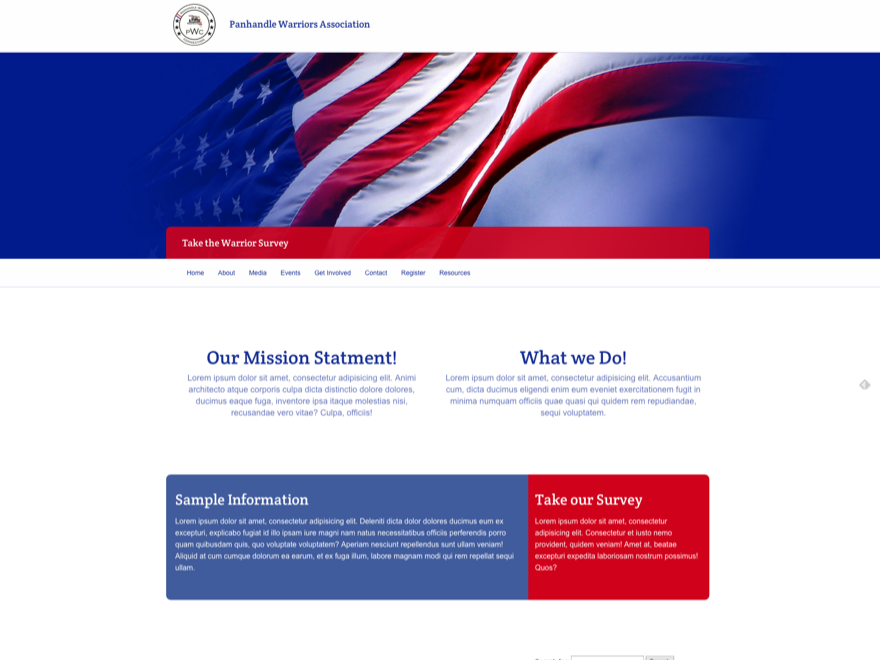 PWC
Panhandle Warriors Association
Take the Warrior Survey
Home About Media Events Get Involved Contact Register Resources
Our Mission Statment!
Lorem ipsum dolor sit amet, consectetur adipisicing elit. Animi
architecto atque corporis culpa dicta distinctio dolore dolores,
ducimus eaque fuga, inventore ipsa itaque molestias nisi,
recusandae vero vitae? Culpa, officiis!
What we Do!
Lorem ipsum dolor sit amet, consectetur adipisicing elit. Accusantium
cum, dicta ducimus eligendi enim eum eveniet exercitationem fugit in
minima numquam officiis quae quasi qui quidem rem repudiandae,
sequi voluptatem.
Sample Information
Lorem ipsum dolor sit amet, consectetur adipisicing elit. Deleniti dicta dolor dolores ducimus eum ex
excepturi, explicabo fugiat id illo ipsam iure magni nam natus necessitatibus officiis perferendis porro
quam quibusdam quis, quo voluptate voluptatem? Aperiam nesciunt repellendus sunt ullam veniam!
Aliquid at cum cumque dolorum ea earum, et ex fuga illum, labore magnam modi qui rem repellat sequi
ullam.
Take our Survey
Lorem ipsum dolor sit amet, consectetur
adipisicing elit. Consectetur et iusto nemo
provident, quidem veniam! Amet at, beatae
excepturi expedita laboriosam nostrum possimus!
Quos?